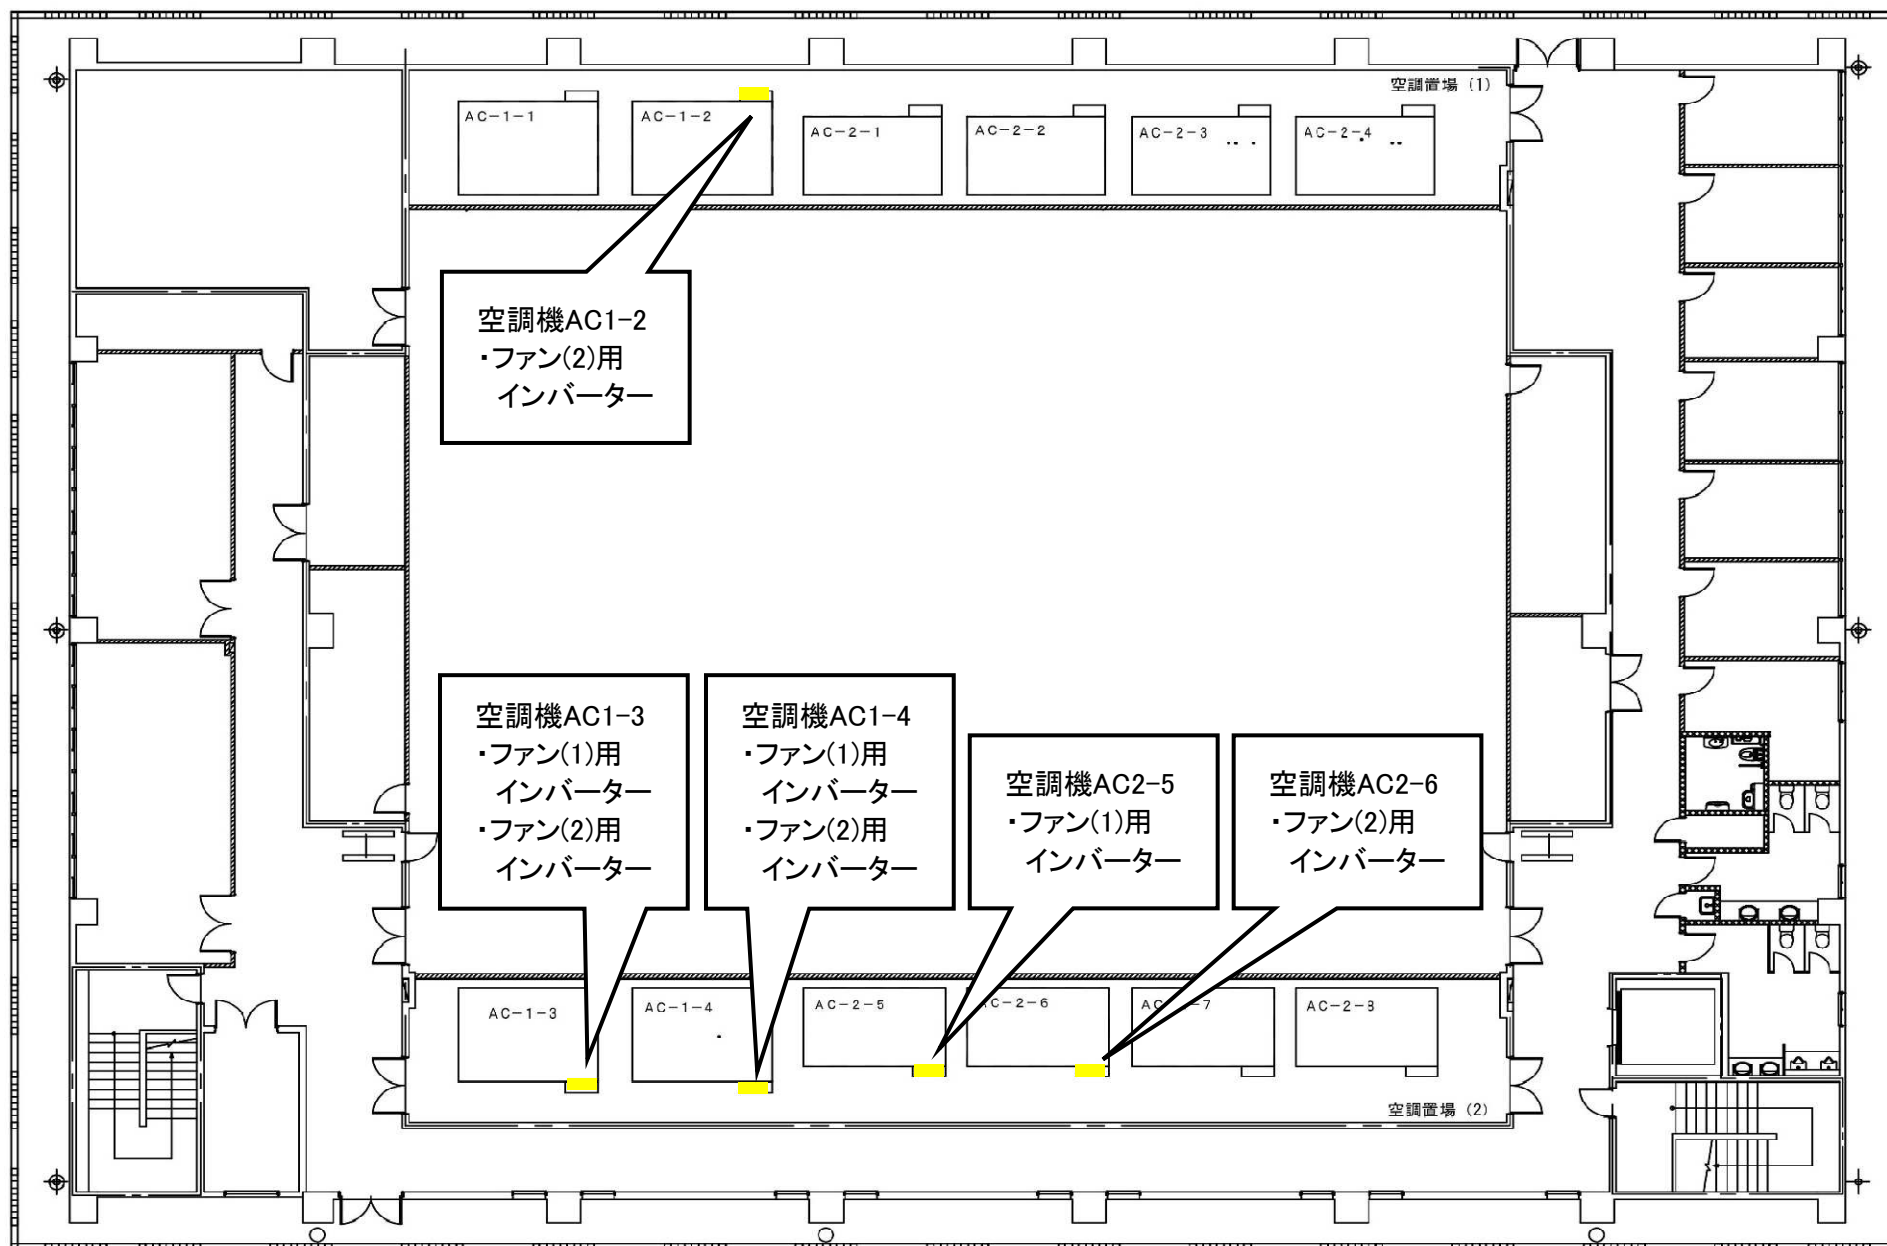 空調置場 (1)
AC-1-1
AC-1-2
AC-2-1
AC-2-2
AC-2-3
AC-2-4
空調機AC1-2
・ファン(2)用
インバーター
空調機AC1-3
・ファン(1)用
インバーター
・ファン(2)用
インバーター
空調機AC1-4
・ファン(1)用
インバーター
・ファン(2)用
インバーター
空調機AC2-5
・ファン(1)用
インバーター
空調機AC2-6
・ファン(2)用
インバーター
AC-1-3
AC-1-4
AC-2-5
C-2-6
AC -7
AC-2-8
空調置場 (2)